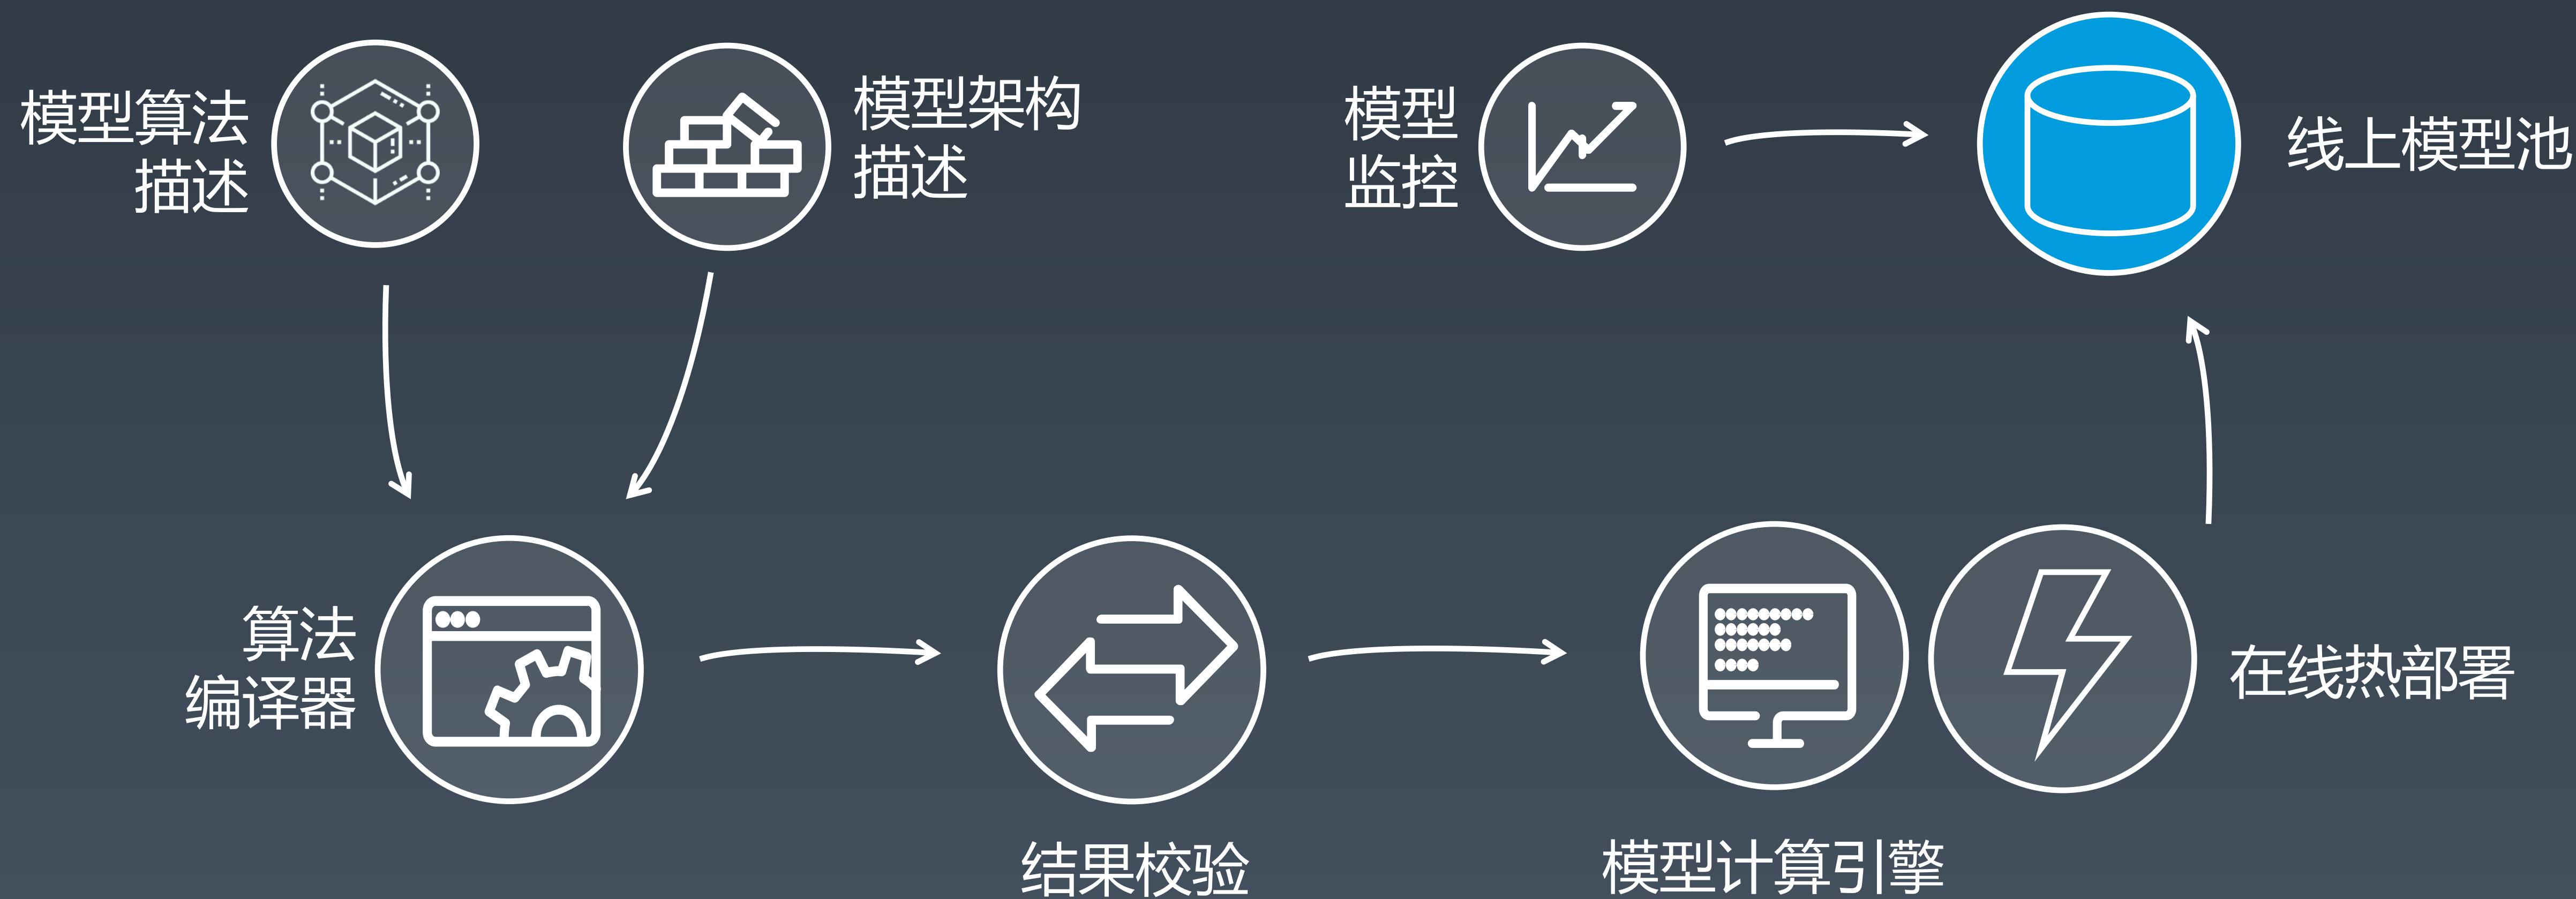 模型算法
描述
模型架构
描述
模型
监控
线上模型池
算法
编译器
结果校验
模型计算引擎
在线热部署